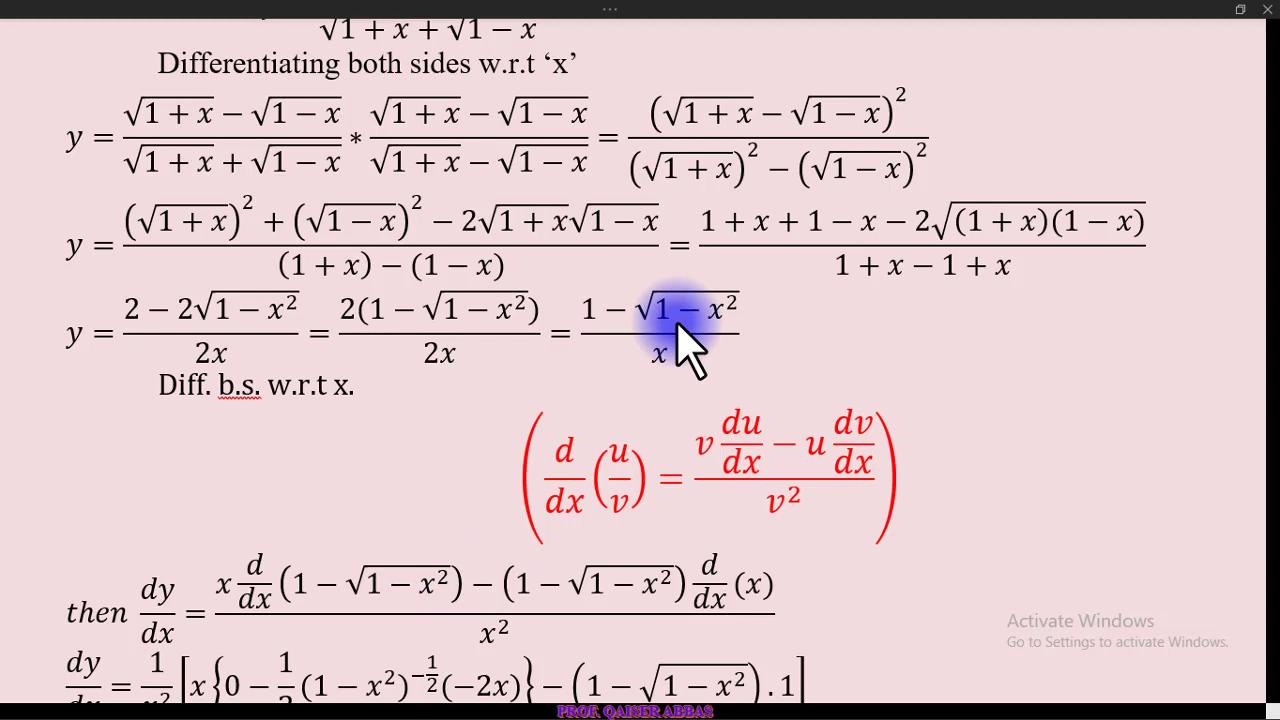 √1 + x + √1 − x
Differentiating both sides w.r.t ‘x’
y = (√(1 + x) − √(1 − x))/(√(1 + x) + √(1 − x)) * (√(1 + x) − √(1 − x))/(√(1 + x) − √(1 − x)) = (√(1 + x) − √(1 − x))²/((√(1 + x))² − (√(1 − x))²)
y = ((√(1 + x))² + (√(1 − x))² − 2√(1 + x)√(1 − x))/((1 + x) − (1 − x)) = (1 + x + 1 − x − 2√((1 + x)(1 − x)))/(1 + x − 1 + x)
y = (2 − 2√(1 − x²))/(2x) = (2(1 − √(1 − x²)))/(2x) = (1 − √(1 − x²))/x
Diff. b.s. w.r.t x.
(d/dx (u/v) = (v du/dx − u dv/dx)/v²)
then dy/dx = (x d/dx (1 − √(1 − x²)) − (1 − √(1 − x²)) d/dx (x))/x²
dy/dx = 1/x² [x {0 − 1/2 (1 − x²)^(−1/2) (−2x)} − (1 − √(1 − x²)) . 1]
Activate Windows
Go to Settings to activate Windows.
PROF. QAISER ABBAS